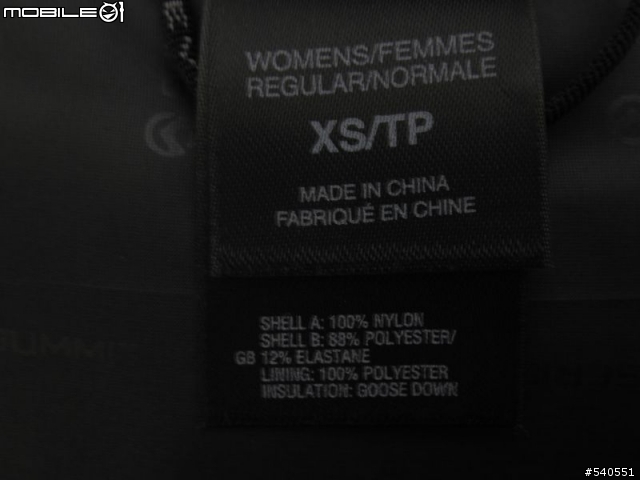 MOBILE01
WOMENS/FEMMES
REGULAR/NORMALE
XS/TP
MADE IN CHINA
FABRIQUÉ EN CHINE
SHELL A: 100% NYLON
SHELL B: 88% POLYESTER/
GB 12% ELASTANE
LINING: 100% POLYESTER
INSULATION: GOOSE DOWN
#540551